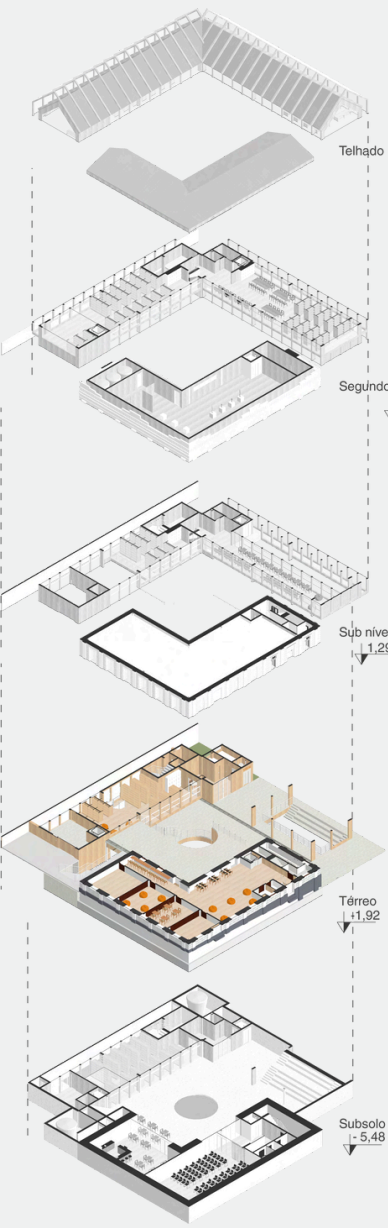 Telhado
Segundo
Sub níve
1,29
Térreo
+1,92
Subsolo
- 5,48